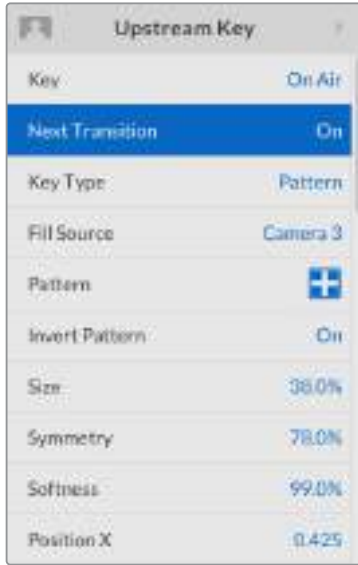 Upstream Key
Key On Air
Next Transition On
Key Type Pattern
Fill Source Camera 3
Pattern
Invert Pattern On
Size 38.0%
Symmetry 78.0%
Softness 99.0%
Position X 0.425